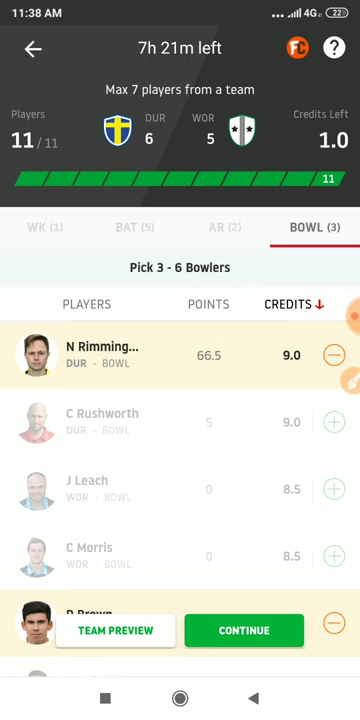 11:38 AM
4G
22
7h 21m left
FC
?
Max 7 players from a team
Players
DUR
WOR
Credits Left
11 / 11
6
5
1.0
11
WK (1)
BAT (5)
AR (2)
BOWL (3)
Pick 3 - 6 Bowlers
PLAYERS
POINTS
CREDITS
N Rimming...
DUR - BOWL
66.5
9.0
C Rushworth
DUR - BOWL
5
9.0
J Leach
WOR - BOWL
0
8.5
C Morris
WOR - BOWL
0
8.5
TEAM PREVIEW
CONTINUE